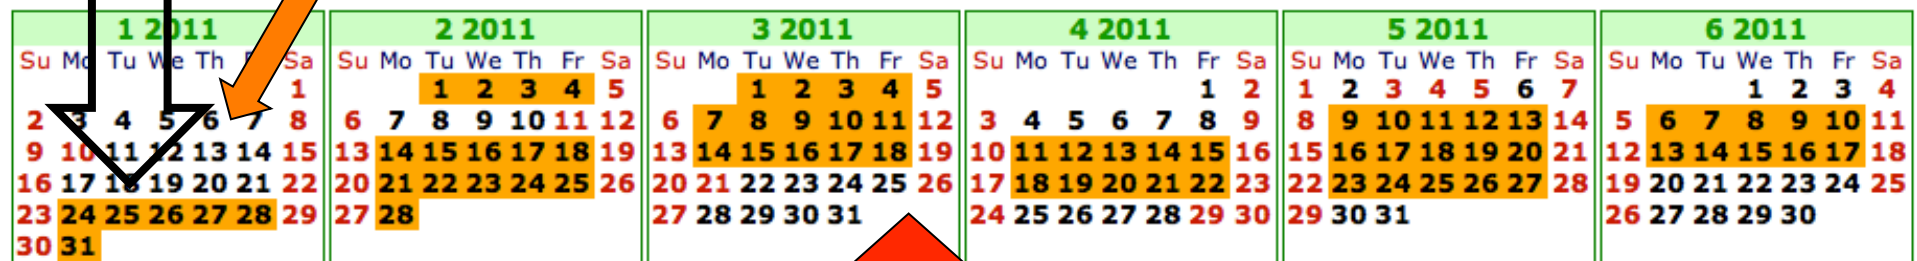 1 2011
Su Mo Tu We Th Sa
1
2 3 4 5 6 7 8
9 10 11 12 13 14 15
16 17 18 19 20 21 22
23 24 25 26 27 28 29
30 31
2 2011
Su Mo Tu We Th Fr Sa
1 2 3 4 5
6 7 8 9 10 11 12
13 14 15 16 17 18 19
20 21 22 23 24 25 26
27 28
3 2011
Su Mo Tu We Th Fr Sa
1 2 3 4 5
6 7 8 9 10 11 12
13 14 15 16 17 18 19
20 21 22 23 24 25 26
27 28 29 30 31
4 2011
Su Mo Tu We Th Fr Sa
1 2
3 4 5 6 7 8 9
10 11 12 13 14 15 16
17 18 19 20 21 22 23
24 25 26 27 28 29 30
5 2011
Su Mo Tu We Th Fr Sa
1 2 3 4 5 6 7
8 9 10 11 12 13 14
15 16 17 18 19 20 21
22 23 24 25 26 27 28
29 30 31
6 2011
Su Mo Tu We Th Fr Sa
1 2 3 4
5 6 7 8 9 10 11
12 13 14 15 16 17 18
19 20 21 22 23 24 25
26 27 28 29 30